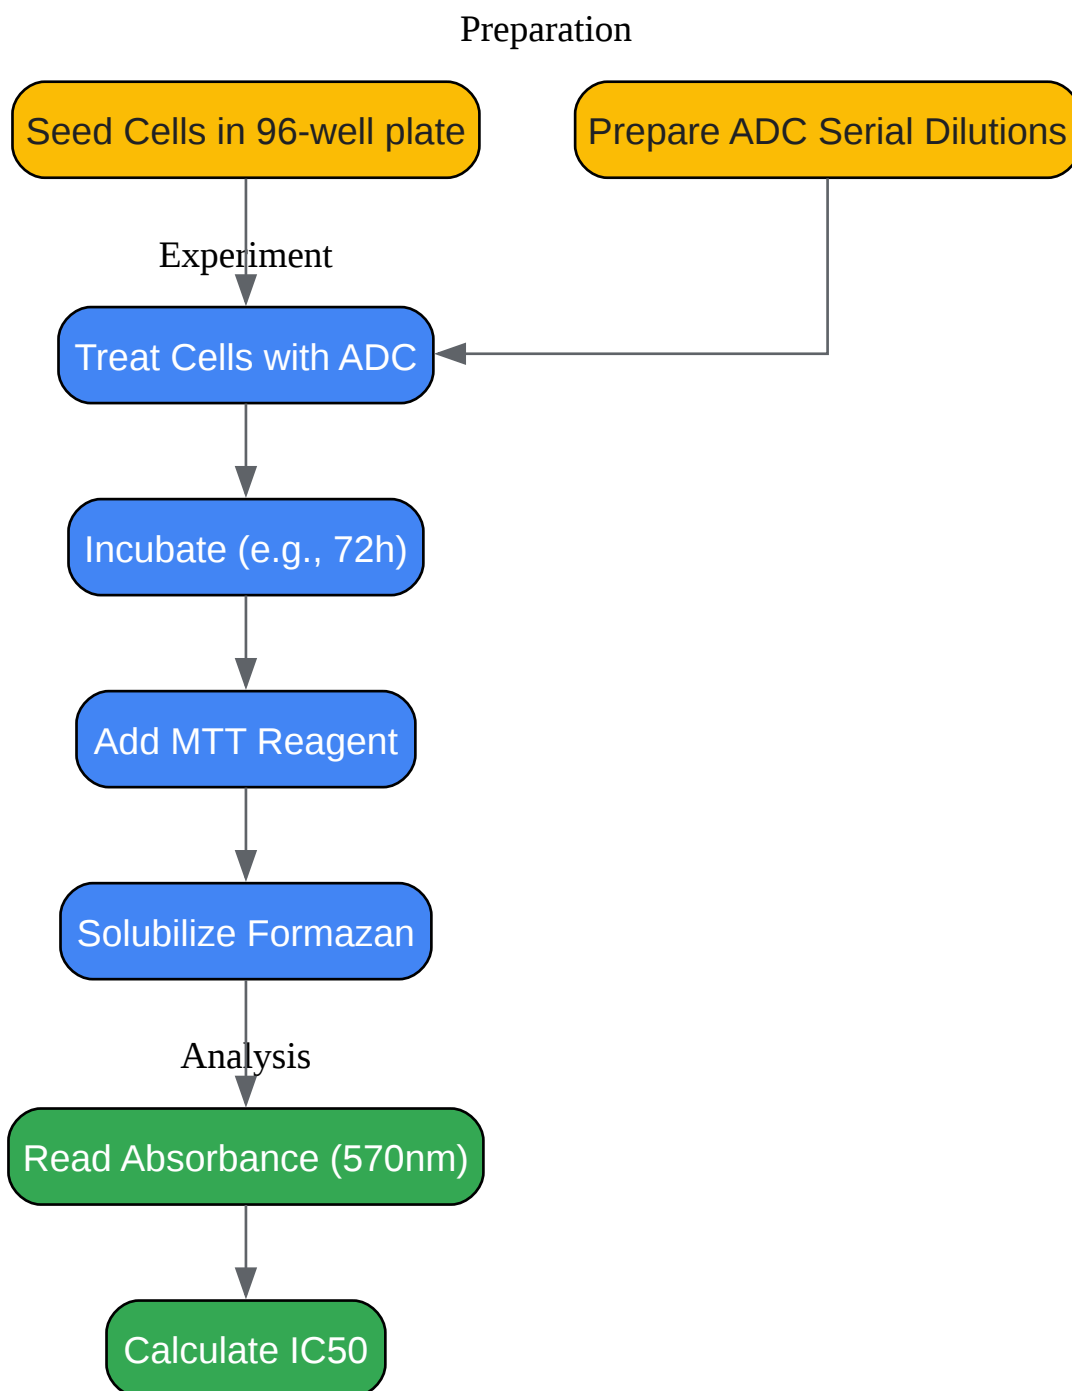 Preparation
Seed Cells in 96-well plate
Prepare ADC Serial Dilutions
Experiment
Treat Cells with ADC
Incubate (e.g., 72h)
Add MTT Reagent
Solubilize Formazan
Analysis
Read Absorbance (570nm)
Calculate IC50